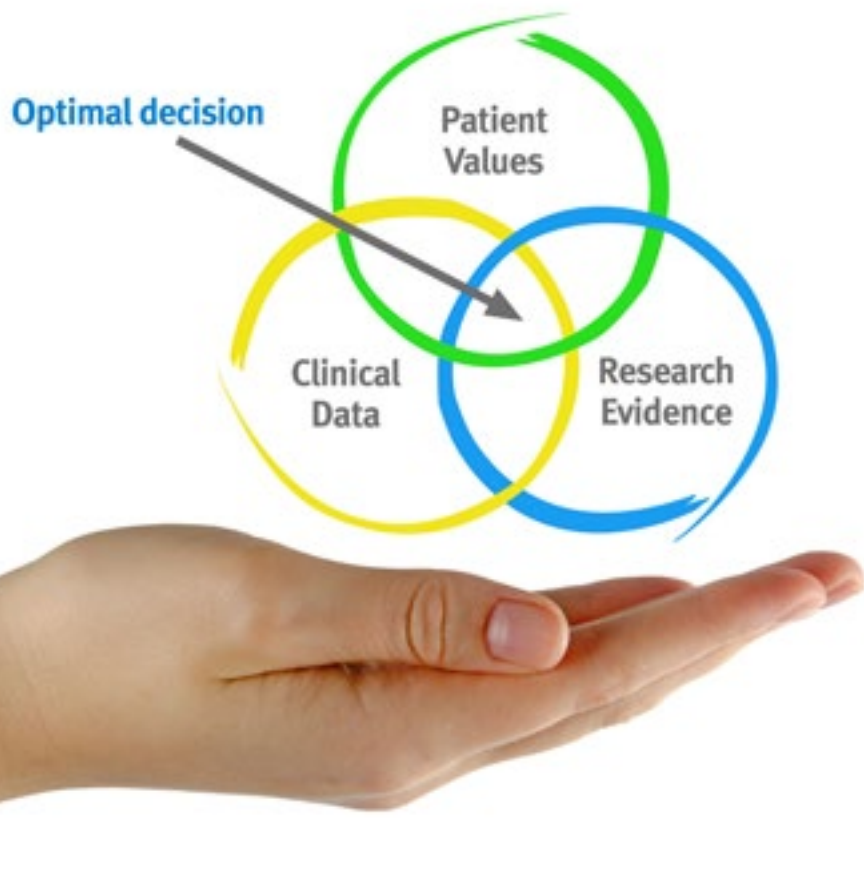 Optimal decision
Patient
Values
Clinical
Data
Research
Evidence